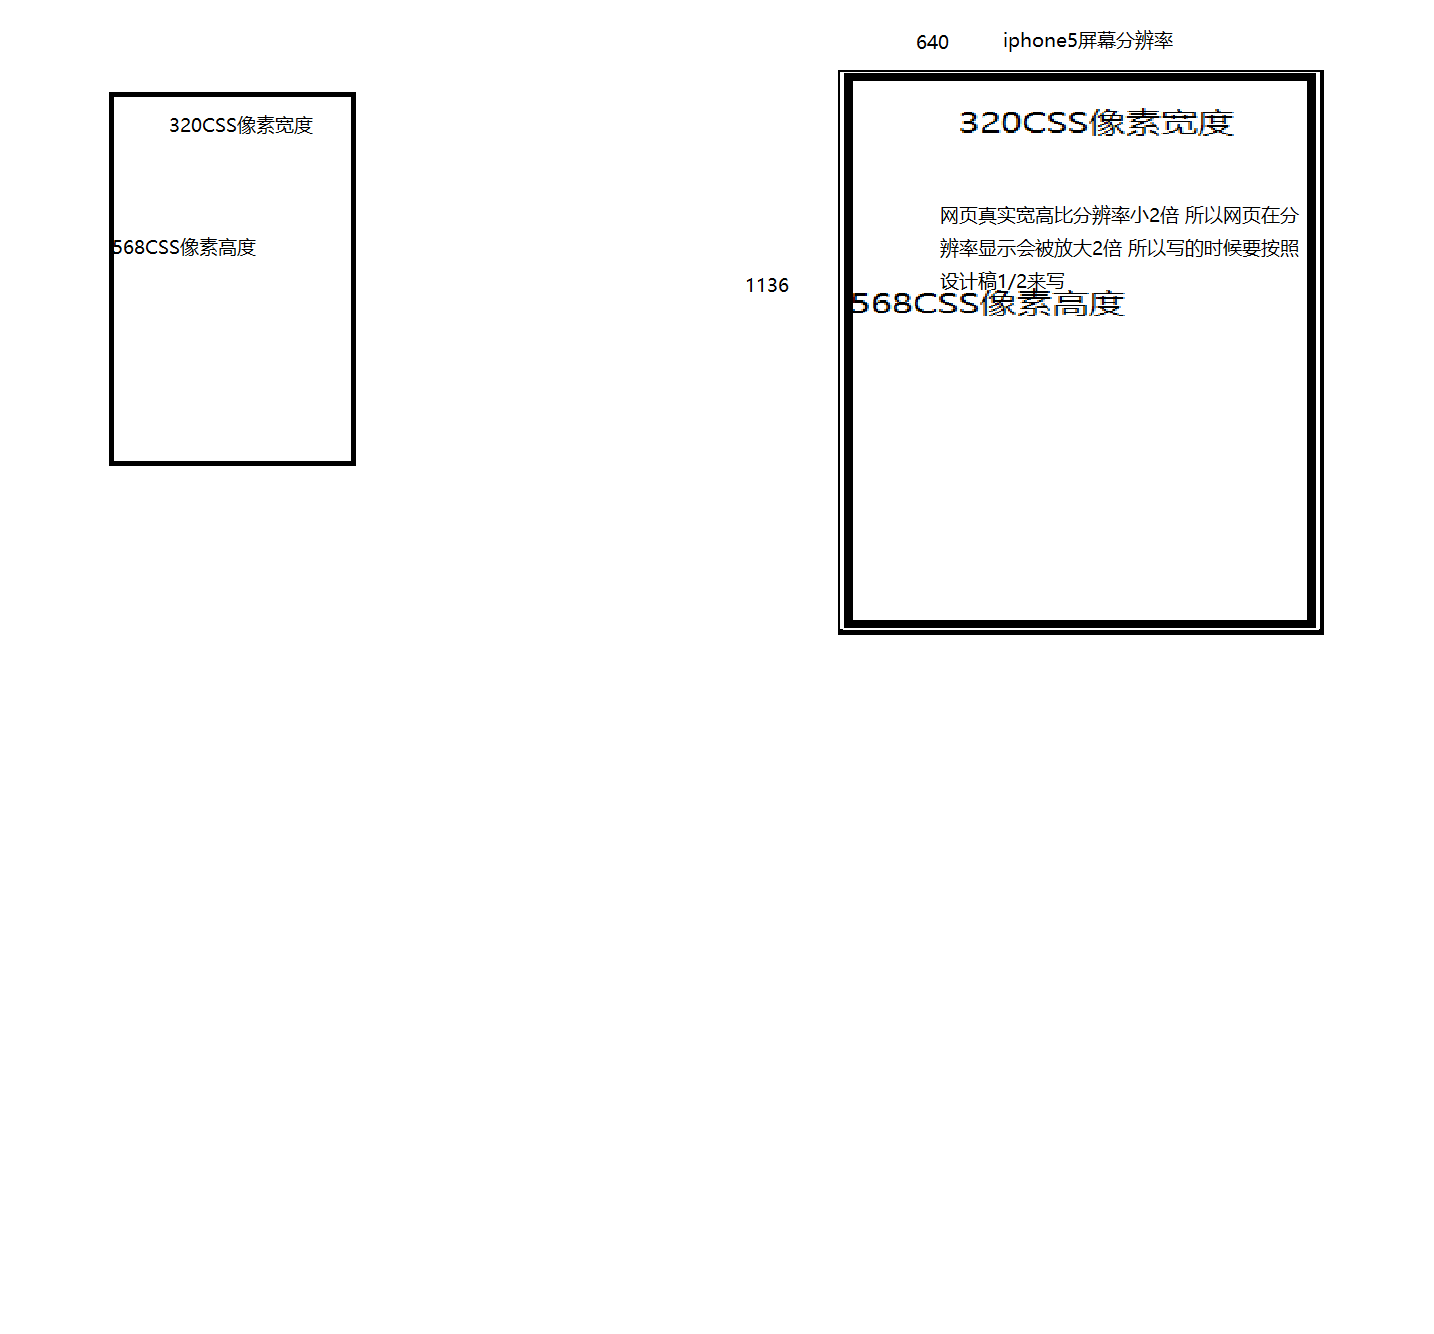 640
iphone5屏幕分辨率
320CSS像素宽度
568CSS像素高度
1136
320CSS像素宽度
网页真实宽高比分辨率小2倍 所以网页在分
辨率显示会被放大2倍 所以写的时候要按照
设计稿1/2来写
568CSS像素高度